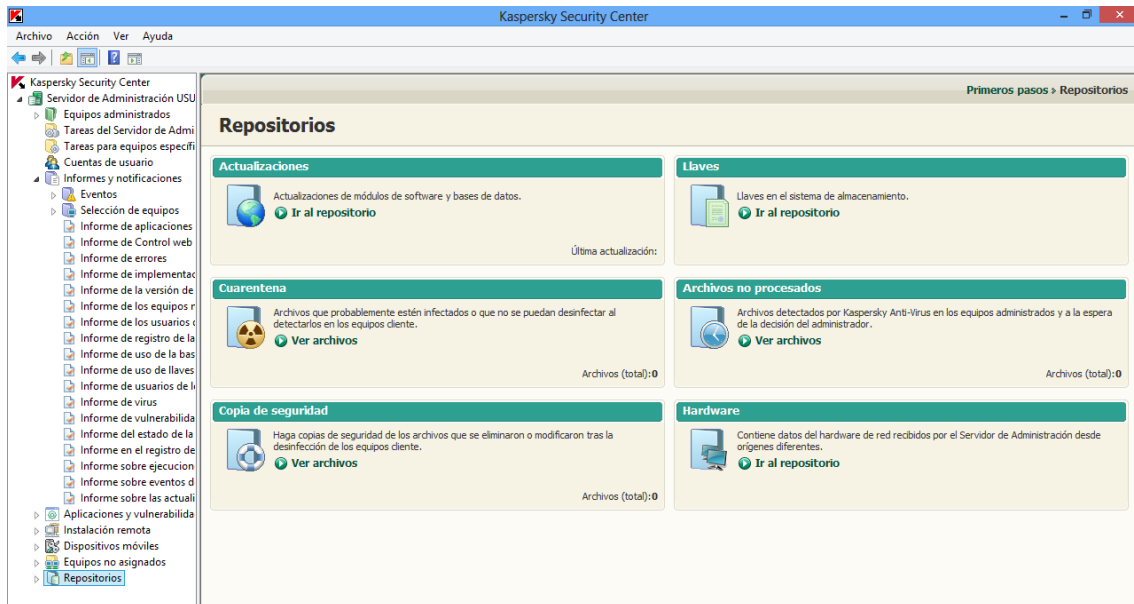 Kaspersky Security Center
Archivo Acción Ver Ayuda
Kaspersky Security Center
Servidor de Administración USU
Equipos administrados
Tareas del Servidor de Admi
Tareas para equipos específi
Cuentas de usuario
Informes y notificaciones
Eventos
Selección de equipos
Informe de aplicaciones
Informe de Control web
Informe de errores
Informe de implementac
Informe de la versión de
Informe de los equipos r
Informe de los usuarios c
Informe de registro de la
Informe de uso de la bas
Informe de uso de llaves
Informe de usuarios de l
Informe de virus
Informe de vulnerabilida
Informe del estado de la
Informe en el registro de
Informe sobre ejecucion
Informe sobre eventos d
Informe sobre las actuali
Aplicaciones y vulnerabilida
Instalación remota
Dispositivos móviles
Equipos no asignados
Repositorios
Primeros pasos › Repositorios
Repositorios
Actualizaciones
Actualizaciones de módulos de software y bases de datos.
Ir al repositorio
Última actualización:
Llaves
Llaves en el sistema de almacenamiento.
Ir al repositorio
Cuarentena
Archivos que probablemente estén infectados o que no se puedan desinfectar al
detectarlos en los equipos cliente.
Ver archivos
Archivos (total):0
Archivos no procesados
Archivos detectados por Kaspersky Anti-Virus en los equipos administrados y a la espera
de la decisión del administrador.
Ver archivos
Archivos (total):0
Copia de seguridad
Haga copias de seguridad de los archivos que se eliminaron o modificaron tras la
desinfección de los equipos cliente.
Ver archivos
Archivos (total):0
Hardware
Contiene datos del hardware de red recibidos por el Servidor de Administración desde
orígenes diferentes.
Ir al repositorio